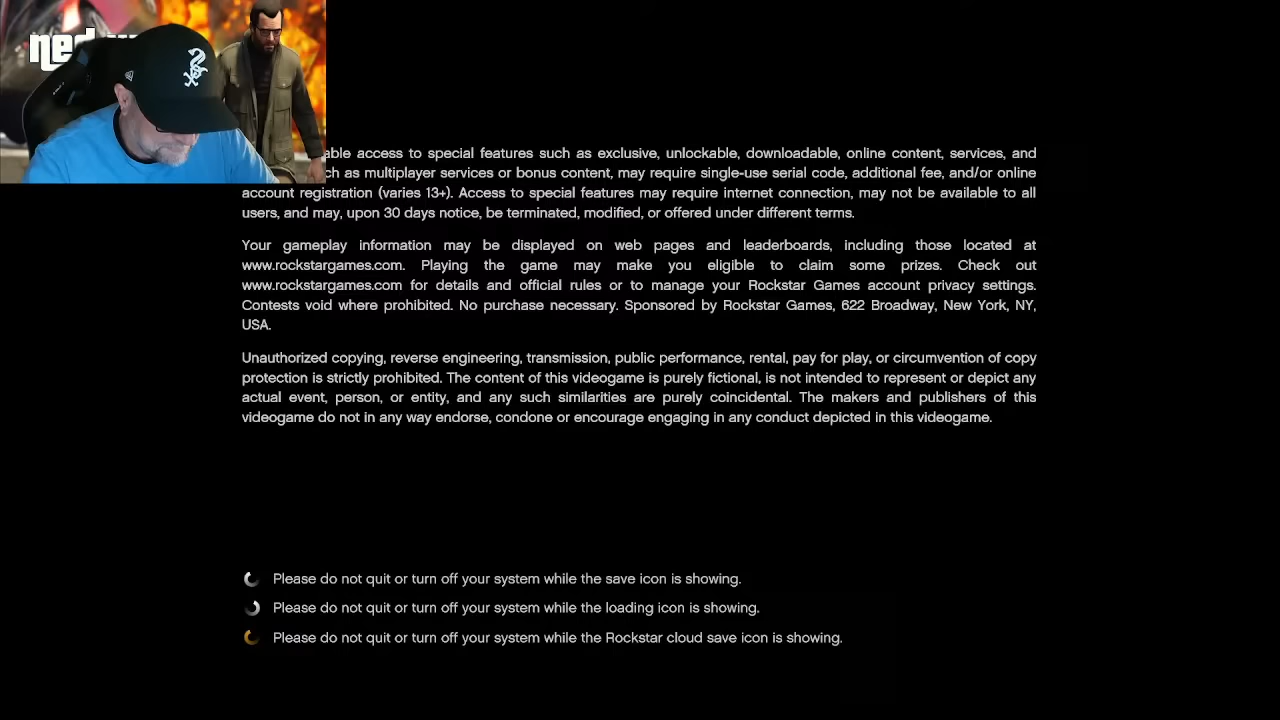 ned
able access to special features such as exclusive, unlockable, downloadable, online content, services, and
ch as multiplayer services or bonus content, may require single-use serial code, additional fee, and/or online
account registration (varies 13+). Access to special features may require internet connection, may not be available to all
users, and may, upon 30 days notice, be terminated, modified, or offered under different terms.
Your gameplay information may be displayed on web pages and leaderboards, including those located at
www.rockstargames.com. Playing the game may make you eligible to claim some prizes. Check out
www.rockstargames.com for details and official rules or to manage your Rockstar Games account privacy settings.
Contests void where prohibited. No purchase necessary. Sponsored by Rockstar Games, 622 Broadway, New York, NY,
USA.
Unauthorized copying, reverse engineering, transmission, public performance, rental, pay for play, or circumvention of copy
protection is strictly prohibited. The content of this videogame is purely fictional, is not intended to represent or depict any
actual event, person, or entity, and any such similarities are purely coincidental. The makers and publishers of this
videogame do not in any way endorse, condone or encourage engaging in any conduct depicted in this videogame.
Please do not quit or turn off your system while the save icon is showing.
Please do not quit or turn off your system while the loading icon is showing.
Please do not quit or turn off your system while the Rockstar cloud save icon is showing.